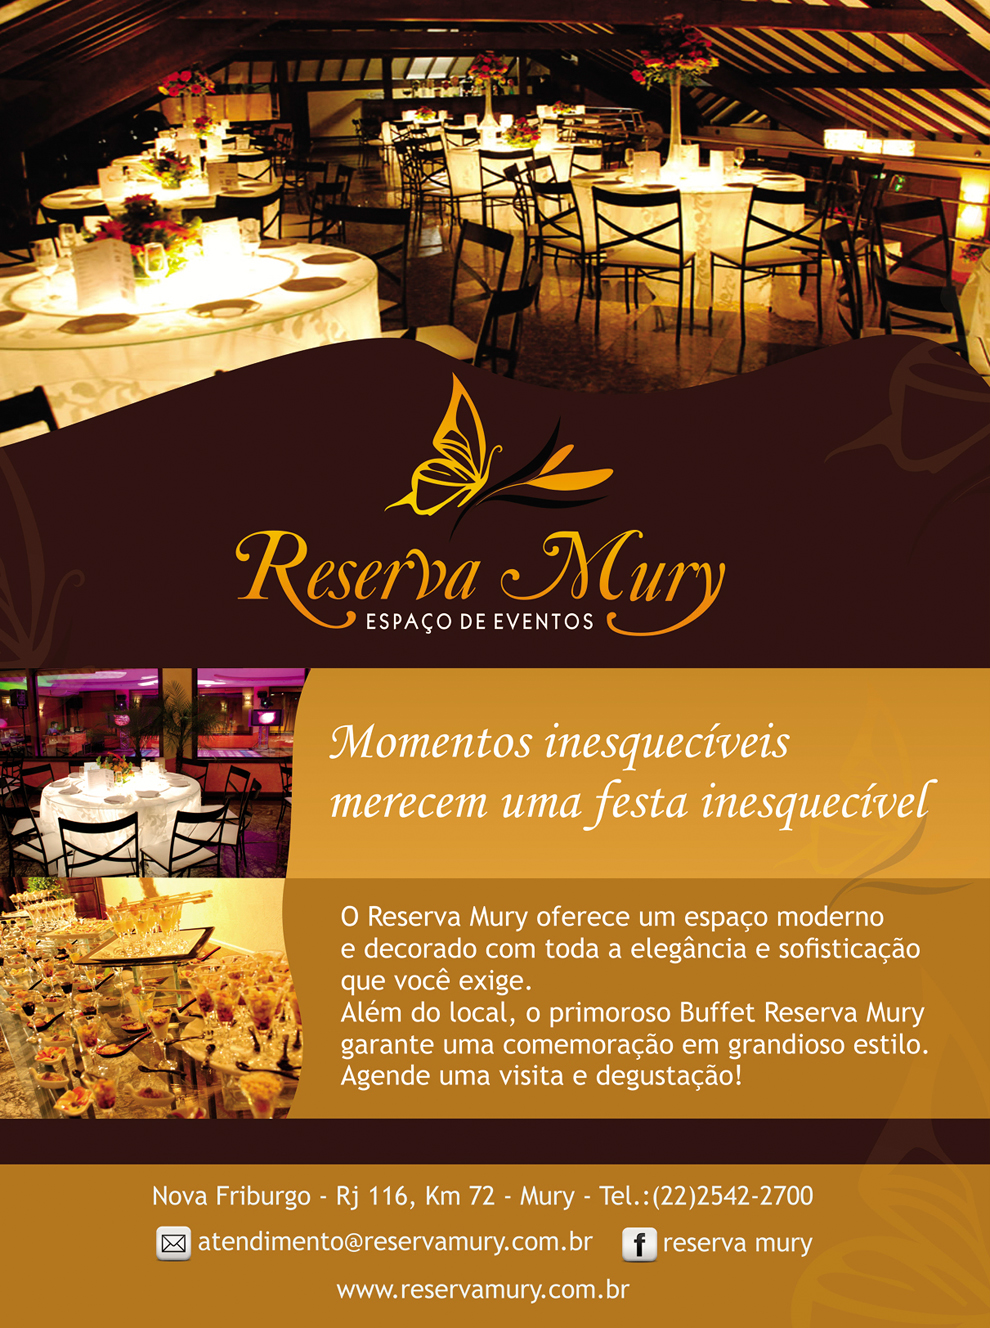 Reserva Mury
ESPAÇO DE EVENTOS
Momentos inesquecíveis
merecem uma festa inesquecível
O Reserva Mury oferece um espaço moderno
e decorado com toda a elegância e sofisticação
que você exige.
Além do local, o primoroso Buffet Reserva Mury
garante uma comemoração em grandioso estilo.
Agende uma visita e degustação!
Nova Friburgo - Rj 116, Km 72 - Mury - Tel.:(22)2542-2700
atendimento@reservamury.com.br
f reserva mury
www.reservamury.com.br